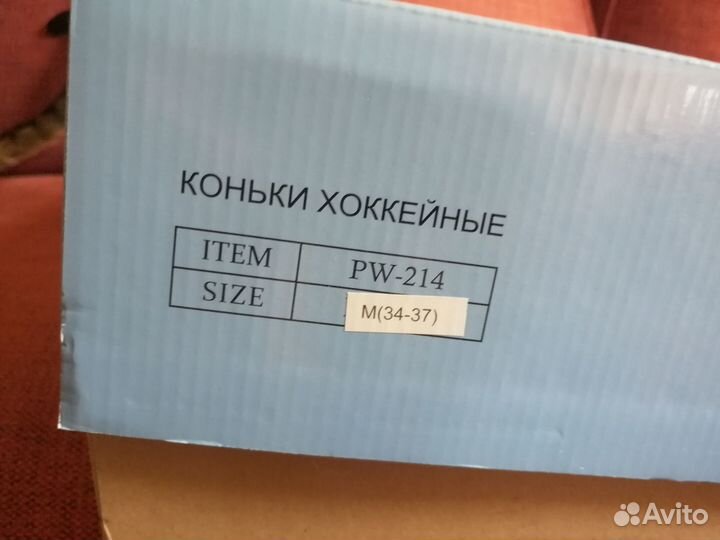 КОНЬКИ ХОККЕЙНЫЕ
ITEM PW-214
SIZE M(34-37)
Avito